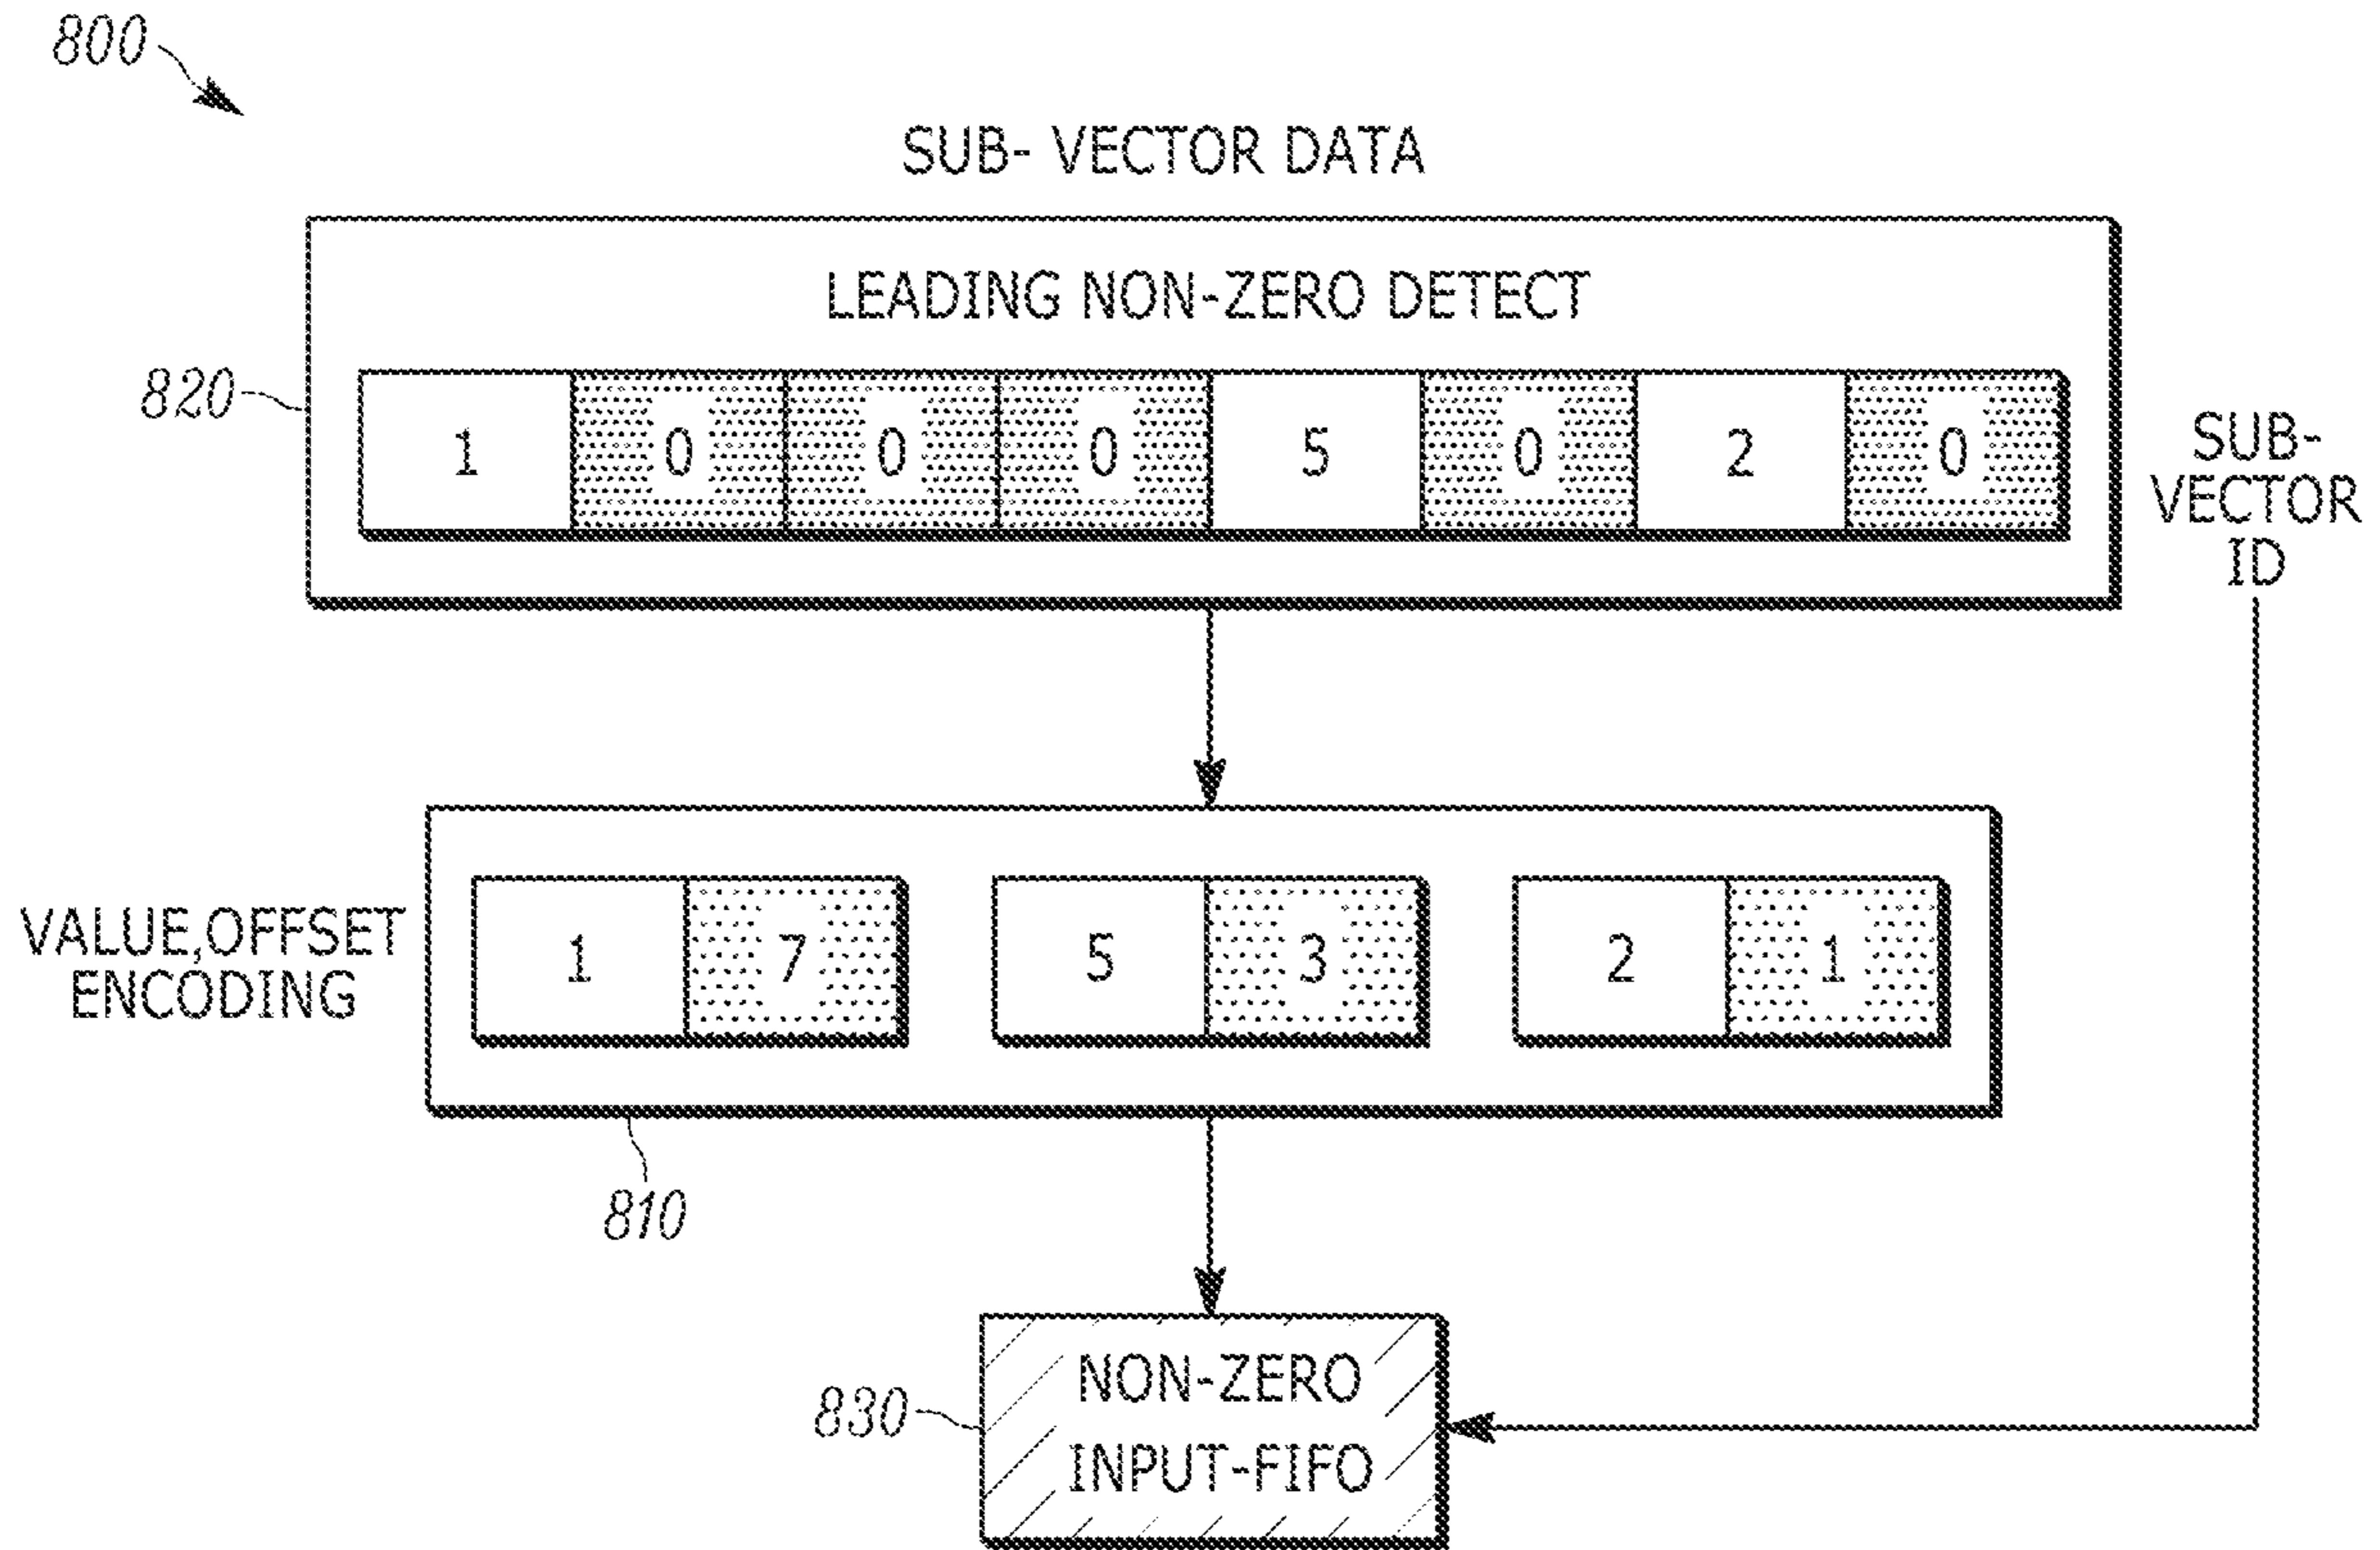 800
SUB- VECTOR DATA
LEADING NON-ZERO DETECT
820
1 0 0 0 5 0 2 0
SUB-
VECTOR
ID
VALUE,OFFSET
ENCODING
1 7 5 3 2 1
810
830
NON-ZERO
INPUT-FIFO